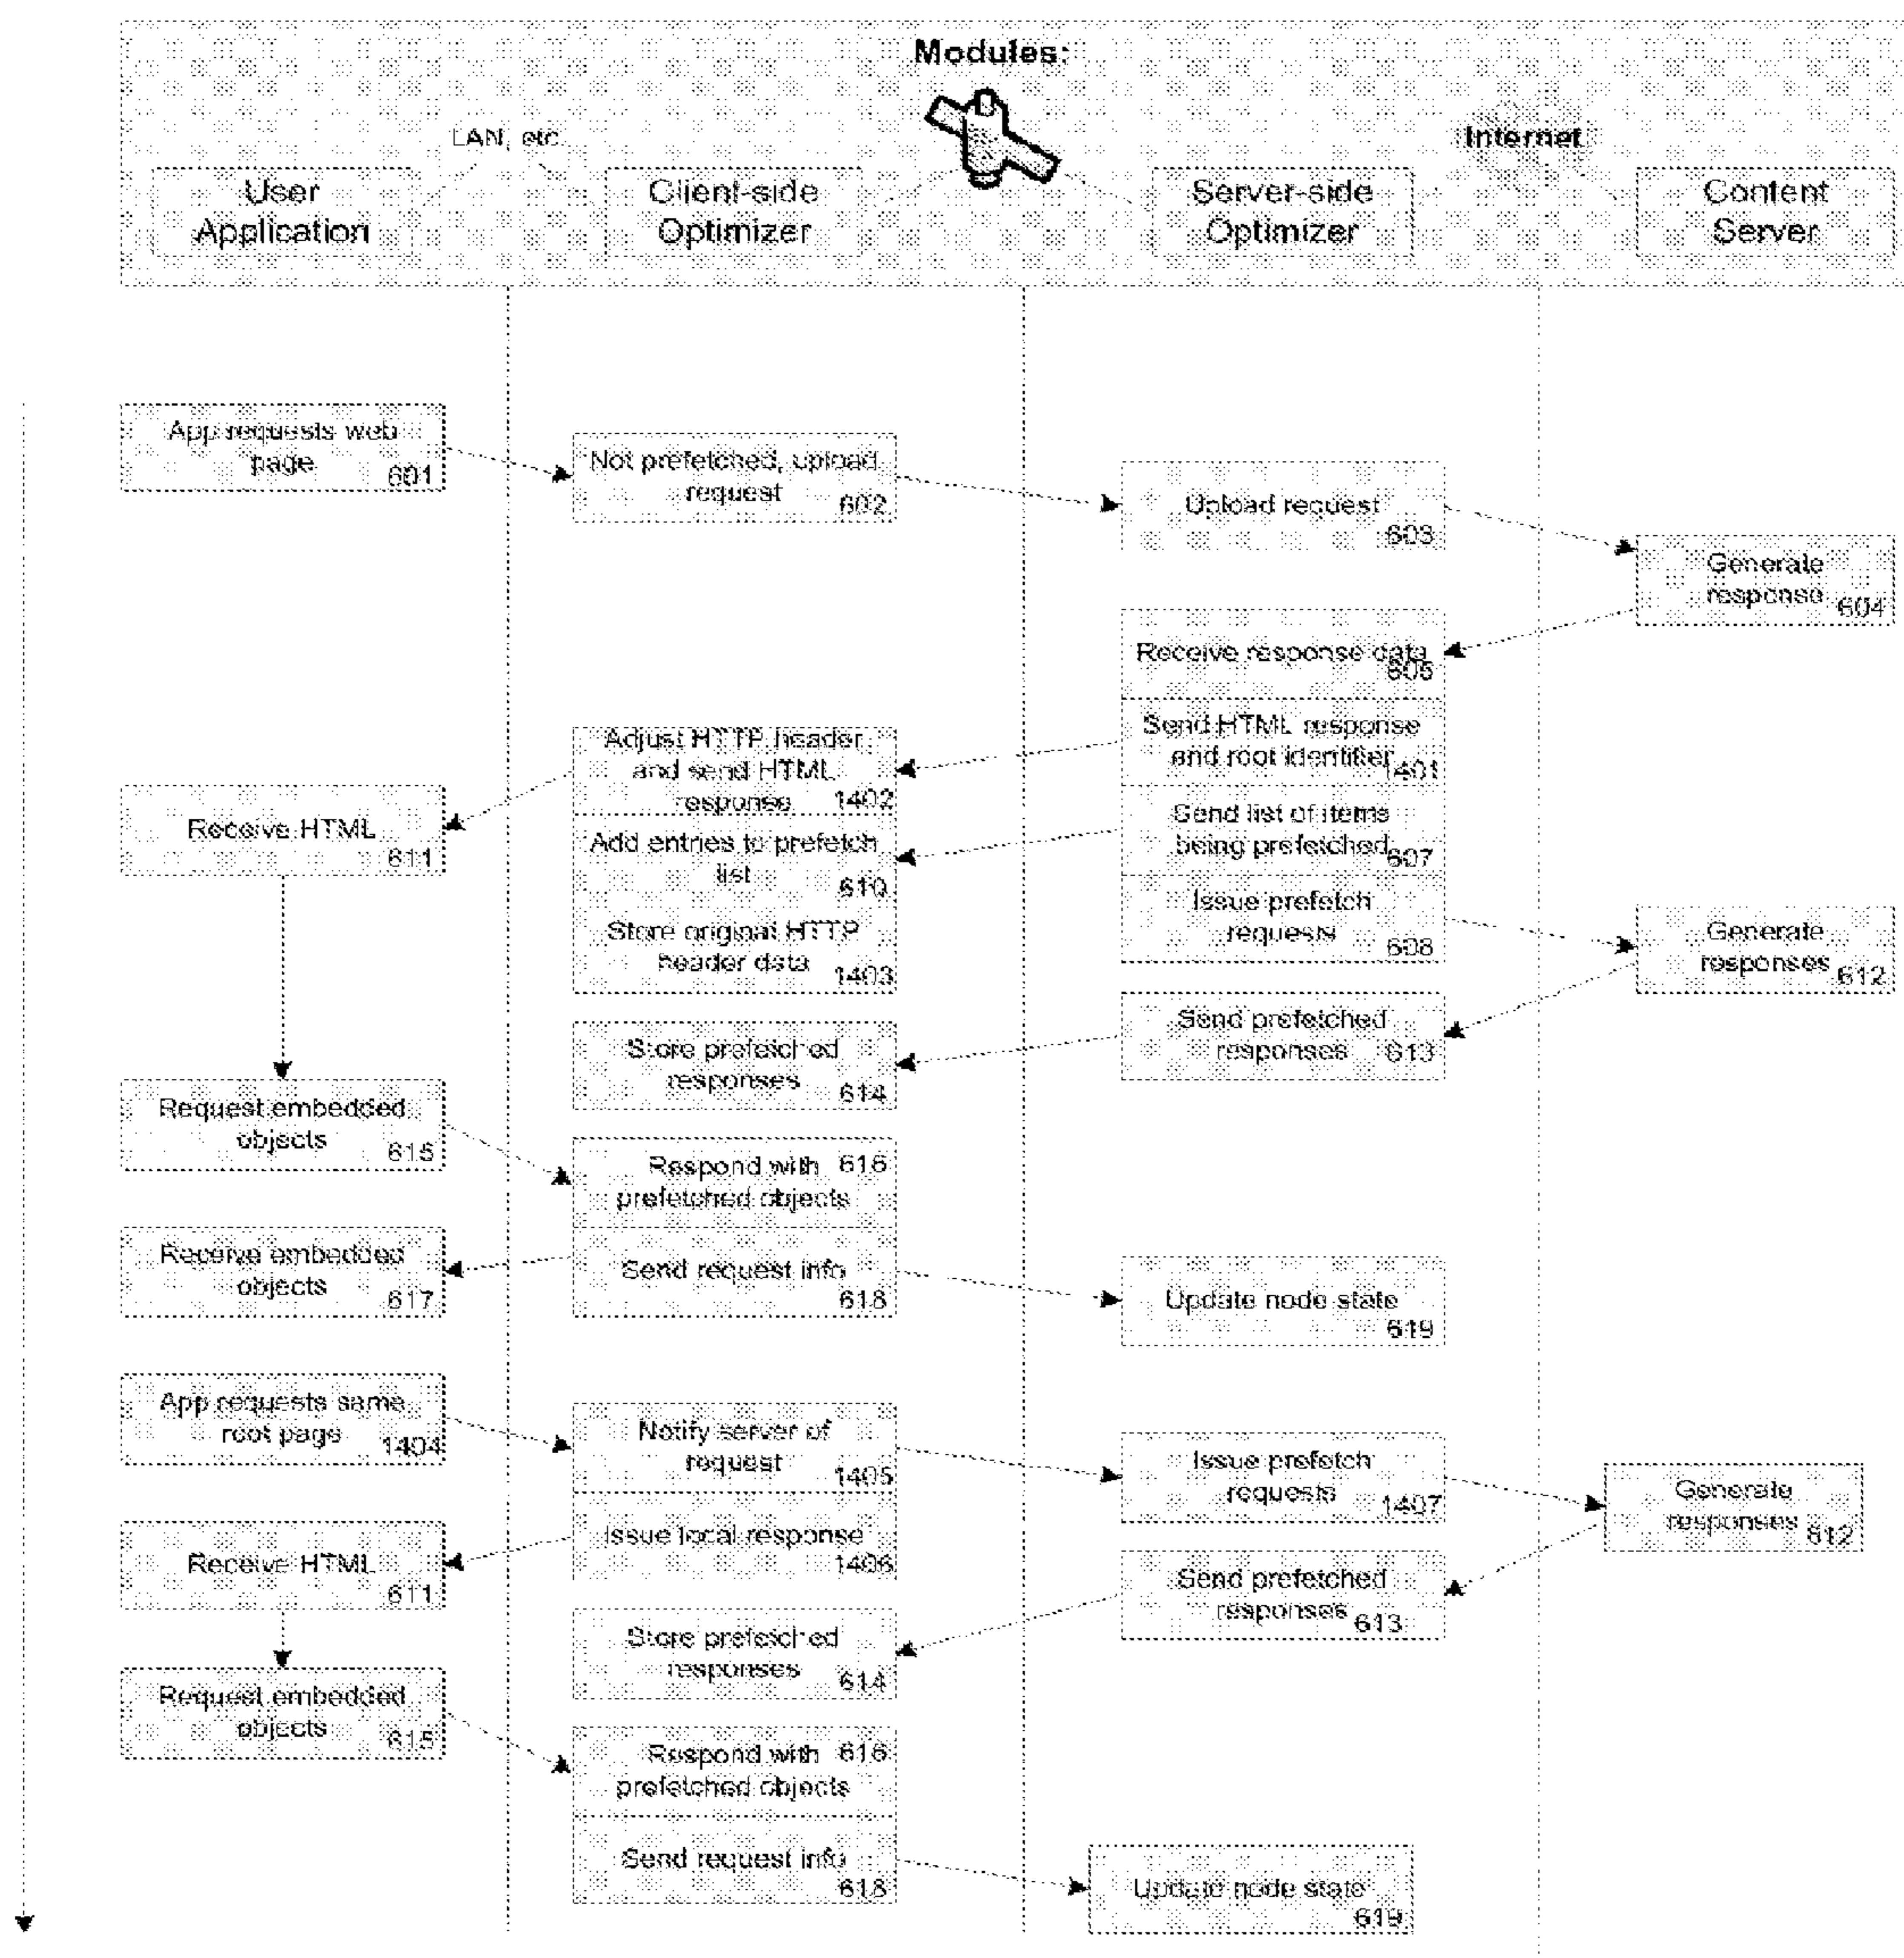 Modules:
LAN, etc.
Internet
User
Application
Client-side
Optimizer
Server-side
Optimizer
Content
Server
App requests web
page
601
Not prefetched, upload
request
602
Upload request
603
Generate
response
604
Receive response data
605
Send HTML response
and root identifier
1401
Adjust HTTP header
and send HTML
response
1402
Receive HTML
611
Send list of items
being prefetched
607
Add entries to prefetch
list
610
Issue prefetch
requests
608
Store original HTTP
header data
1403
Generate
responses
612
Send prefetched
responses
613
Store prefetched
responses
614
Request embedded
objects
615
Respond with 616
prefetched objects
Receive embedded
objects
617
Send request info
618
Update node state
619
App requests same
root page
1404
Notify server of
request
1405
Issue prefetch
requests
1407
Generate
responses
612
Issue local response
1406
Receive HTML
611
Send prefetched
responses
613
Store prefetched
responses
614
Request embedded
objects
615
Respond with 616
prefetched objects
Send request info
618
Update node state
619